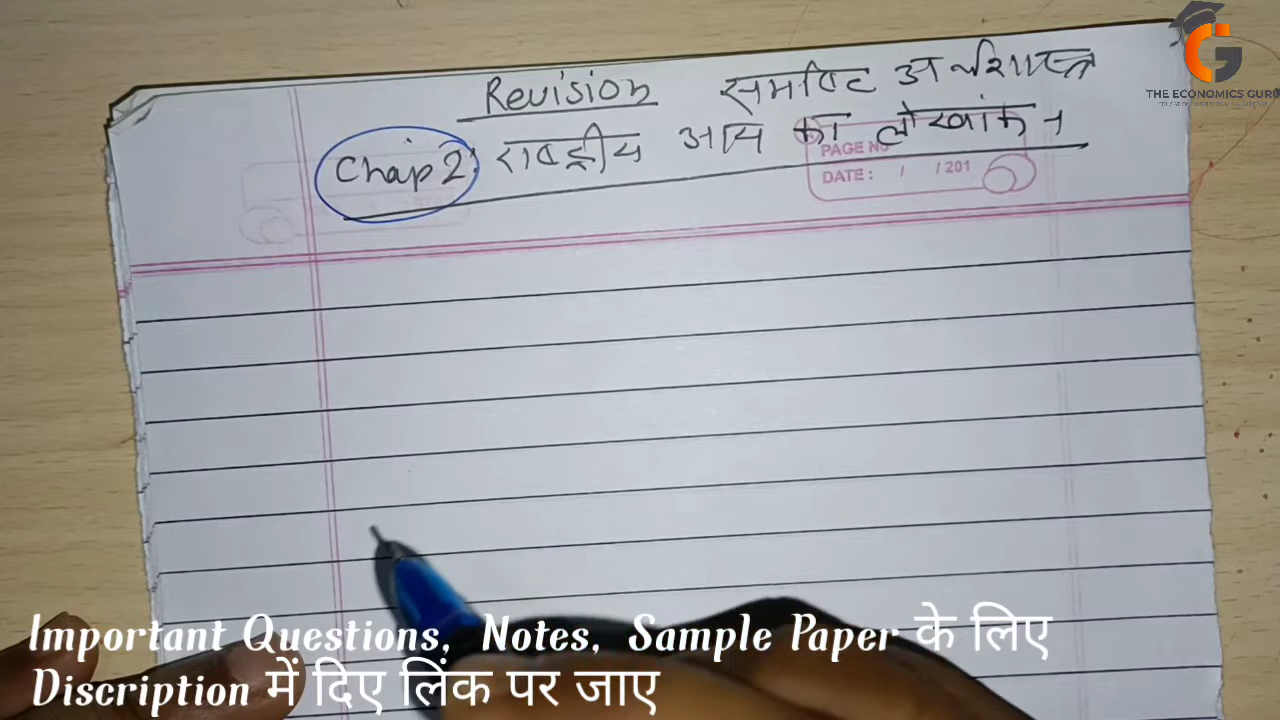 Revision समष्टि अर्थशास्त्र
Chap 2: राष्ट्रीय आय का लेखांकन
PAGE No
DATE : / / 201
G
THE ECONOMICS GURU
Important Questions, Notes, Sample Paper के लिए
Discription में दिए लिंक पर जाए